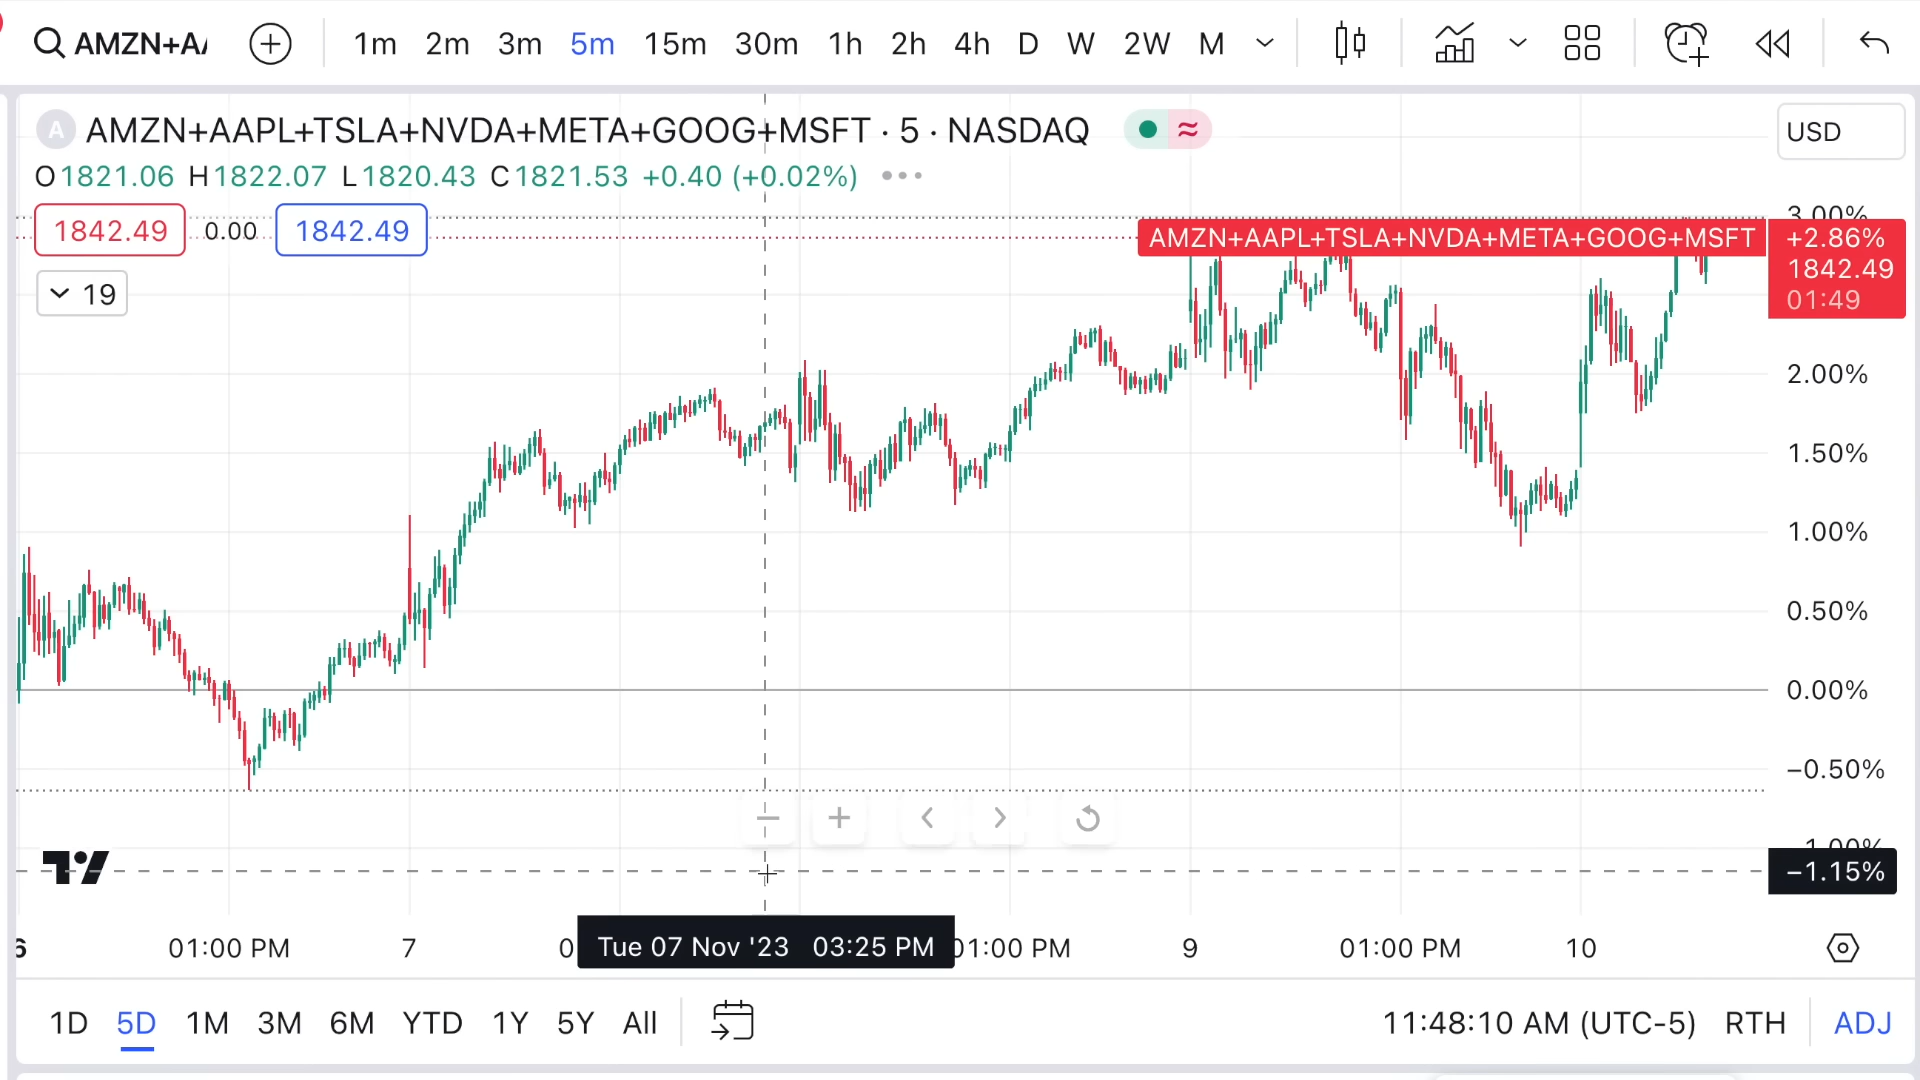 AMZN+AA
1m 2m 3m 5m 15m 30m 1h 2h 4h D W 2W M
A AMZN+AAPL+TSLA+NVDA+META+GOOG+MSFT · 5 · NASDAQ
USD
O1821.06 H1822.07 L1820.43 C1821.53 +0.40 (+0.02%)
1842.49 0.00 1842.49
19
3.00%
AMZN+AAPL+TSLA+NVDA+META+GOOG+MSFT +2.86%
1842.49
01:49
2.00%
1.50%
1.00%
0.50%
0.00%
−0.50%
−1.15%
6 01:00 PM 7 0 Tue 07 Nov '23 03:25 PM 01:00 PM 9 01:00 PM 10
1D 5D 1M 3M 6M YTD 1Y 5Y All 11:48:10 AM (UTC-5) RTH ADJ